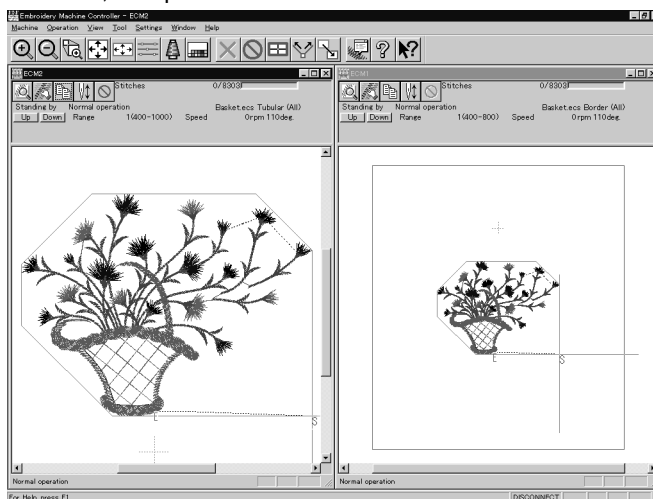 Embroidery Machine Controller - ECM2
Machine Operation View Tool Settings Window Help
ECM2
Stitches 0/8303
Standing by Normal operation Basket.ecs Tubular (All)
Up Down Range 1(400-1000) Speed 0rpm 110deg.
E
S
Normal operation
ECM1
Stitches 0/8303
Standing by Normal operation Basket.ecs Border (All)
Up Down Range 1(400-800) Speed 0rpm 110deg.
E
S
Normal operation
For Help, press F1
DISCONNECT